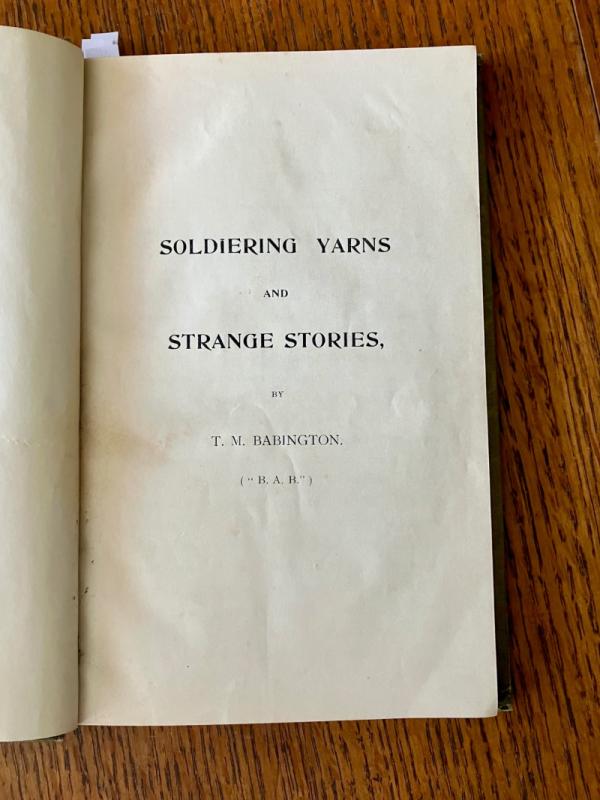 SOLDIERING YARNS
AND
STRANGE STORIES,
BY
T. M. BABINGTON.
(“B. A. B.”)